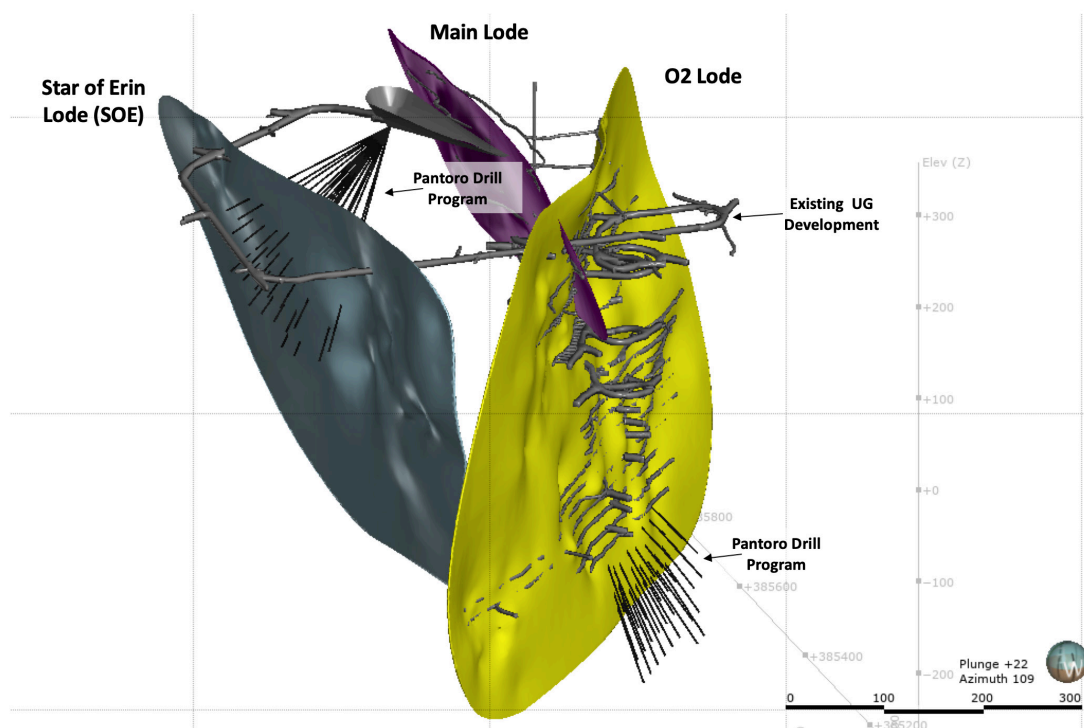 Main Lode
O2 Lode
Star of Erin
Lode (SOE)
Pantoro Drill
Program
Existing UG
Development
Elev (Z)
+300
+200
+100
+0
-100
-200
Pantoro Drill
Program
35800
+385600
+385400
+385200
Plunge +22
Azimuth 109
W
0
100
200
300